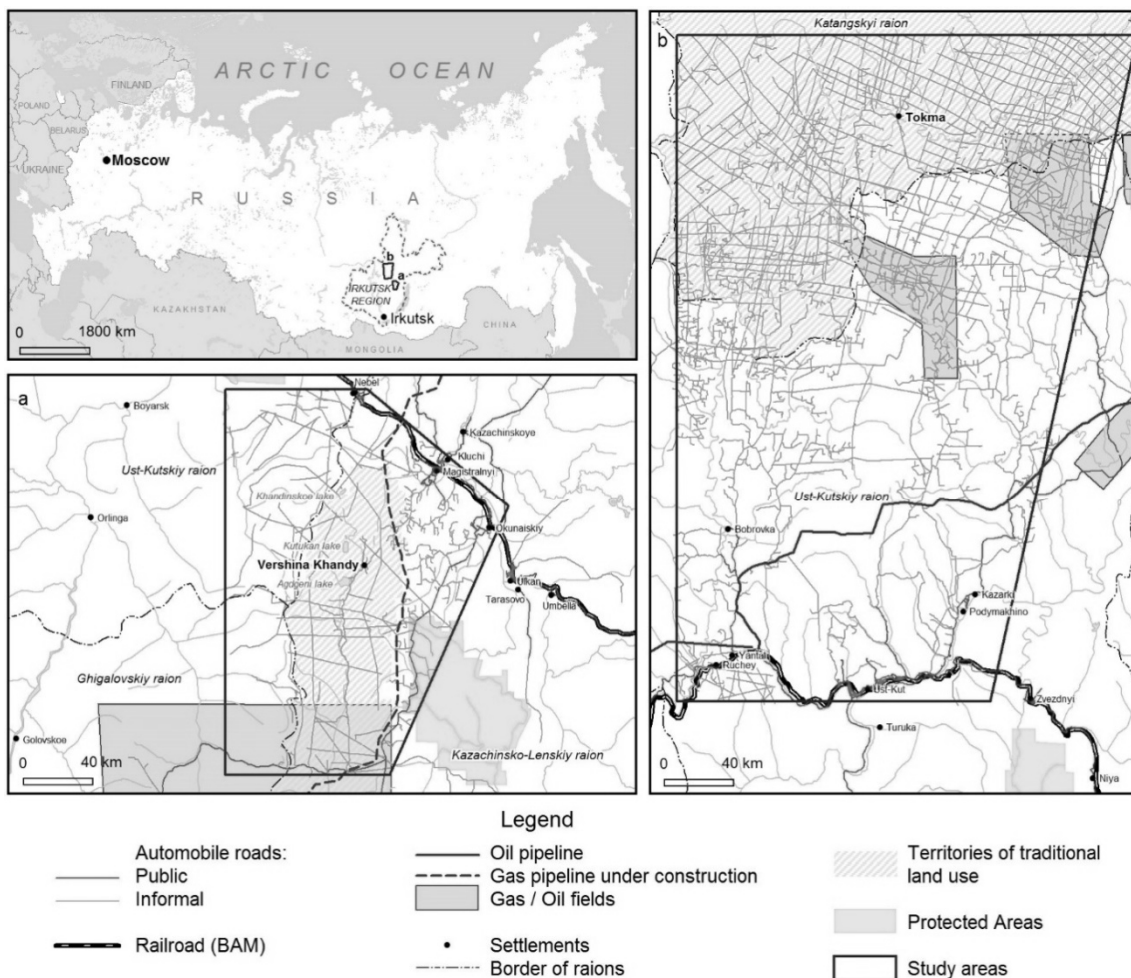 ARCTIC OCEAN
FINLAND
POLAND
BELARUS
UKRAINE
Moscow
RUSSIA
b
a
IRKUTSK
REGION
Irkutsk
KAZAKHSTAN
CHINA
MONGOLIA
0 1800 km
a
Nebel
Boyarsk
Kazachinskoye
Ust-Kutskiy raion
Kluchi
Magistralnyi
Khandinskoe lake
Orlinga
Okunaiskiy
Kutukan lake
Vershina Khandy
Agdgeni lake
Ulkan
Tarasovo
Umbella
Ghigalovskiy raion
Golovskoe
Kazachinsko-Lenskiy raion
0 40 km
b
Katangskyi raion
Tokma
Ust-Kutskiy raion
Bobrovka
Kazarki
Podymakhino
Yantal
Ruchey
Ust-Kut
Zvezdnyi
Turuka
Niya
0 40 km
Legend
Automobile roads:
Public
Informal
Railroad (BAM)
Oil pipeline
Gas pipeline under construction
Gas / Oil fields
Settlements
Border of raions
Territories of traditional
land use
Protected Areas
Study areas